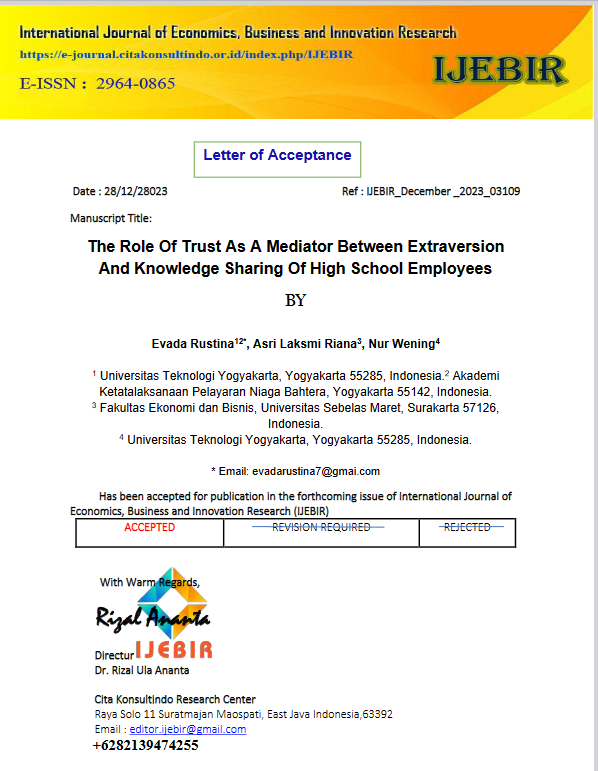 International Journal of Economics, Business and Innovation Research
https://e-journal.citakonsultindo.or.id/index.php/IJEBIR
E-ISSN : 2964-0865
IJEBIR
Letter of Acceptance
Date : 28/12/28023
Ref : IJEBIR_December _2023_03109
Manuscript Title:
The Role Of Trust As A Mediator Between Extraversion
And Knowledge Sharing Of High School Employees
BY
Evada Rustina¹²*, Asri Laksmi Riana³, Nur Wening⁴
¹ Universitas Teknologi Yogyakarta, Yogyakarta 55285, Indonesia.² Akademi
Ketatalaksanaan Pelayaran Niaga Bahtera, Yogyakarta 55142, Indonesia.
³ Fakultas Ekonomi dan Bisnis, Universitas Sebelas Maret, Surakarta 57126,
Indonesia.
⁴ Universitas Teknologi Yogyakarta, Yogyakarta 55285, Indonesia.
* Email: evadarustina7@gmai.com
Has been accepted for publication in the forthcoming issue of International Journal of
Economics, Business and Innovation Research (IJEBIR)
ACCEPTED
REVISION REQUIRED
REJECTED
With Warm Regards,
Rizal Ananta
Directur
IJEBIR
Dr. Rizal Ula Ananta
Cita Konsultindo Research Center
Raya Solo 11 Suratmajan Maospati, East Java Indonesia,63392
Email : editor.ijebir@gmail.com
+6282139474255